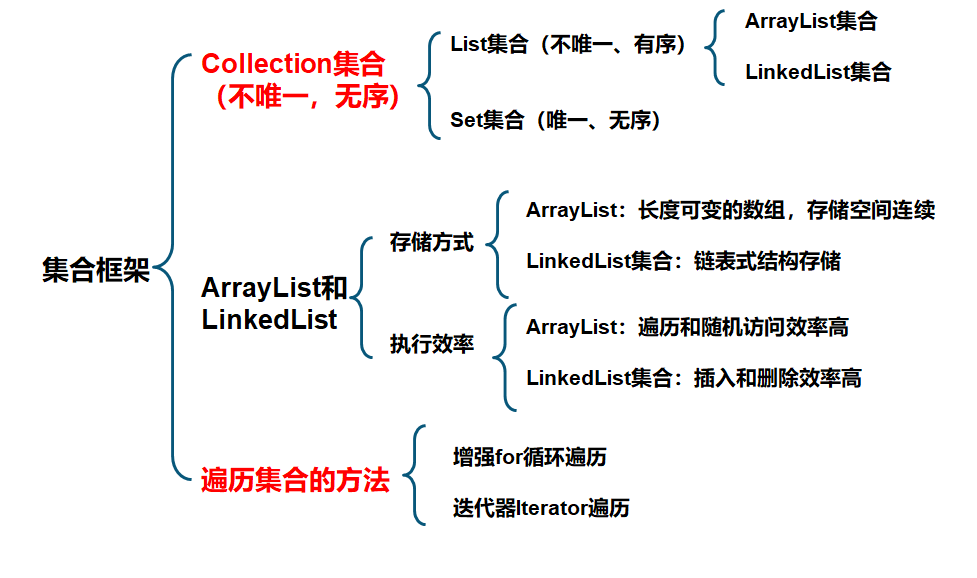 集合框架
Collection集合
（不唯一，无序）
List集合（不唯一、有序）
ArrayList集合
LinkedList集合
Set集合（唯一、无序）
ArrayList和
LinkedList
存储方式
ArrayList：长度可变的数组，存储空间连续
LinkedList集合：链表式结构存储
执行效率
ArrayList：遍历和随机访问效率高
LinkedList集合：插入和删除效率高
遍历集合的方法
增强for循环遍历
迭代器Iterator遍历